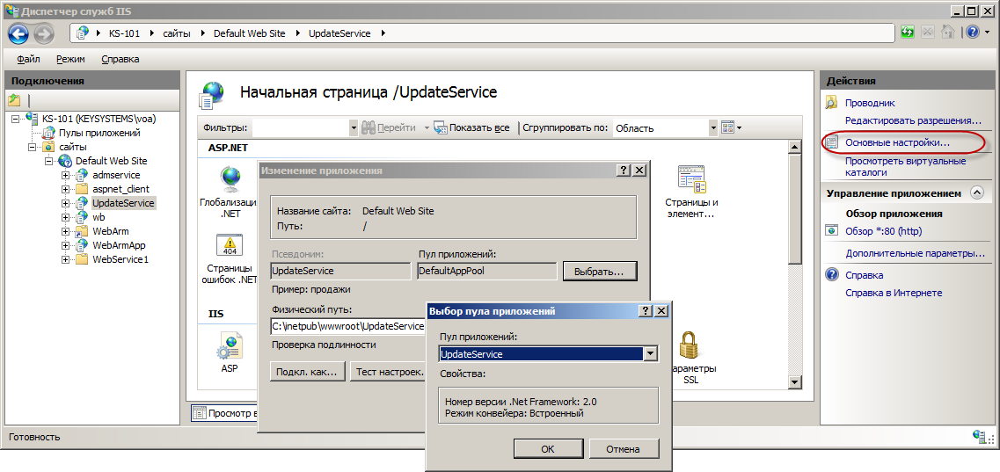 Диспетчер служб IIS
KS-101
сайты
Default Web Site
UpdateService
Файл Режим Справка
Подключения
KS-101 (KEYSYSTEMS\voa)
Пулы приложений
сайты
Default Web Site
admservice
aspnet_client
UpdateService
wb
WebArm
WebArmApp
WebService1
Начальная страница /UpdateService
Фильтры:
Перейти
Показать все
Сгруппировать по:
Область
ASP.NET
Глобализаци
.NET
Страницы
ошибок .NET
Страницы и
элемент...
IIS
ASP
араметры
SSL
Просмотр в
Изменение приложения
Название сайта: Default Web Site
Путь: /
Псевдоним:
UpdateService
Пул приложений:
DefaultAppPool
Выбрать...
Пример: продажи
Физический путь:
C:\inetpub\wwwroot\UpdateService
Проверка подлинности
Подкл. как...
Тест настроек.
Выбор пула приложений
Пул приложений:
UpdateService
Свойства:
Номер версии .Net Framework: 2.0
Режим конвейера: Встроенный
OK
Отмена
Действия
Проводник
Редактировать разрешения...
Основные настройки...
Просмотреть виртуальные
каталоги
Управление приложением
Обзор приложения
Обзор *:80 (http)
Дополнительные параметры...
Справка
Справка в Интернете
Готовность